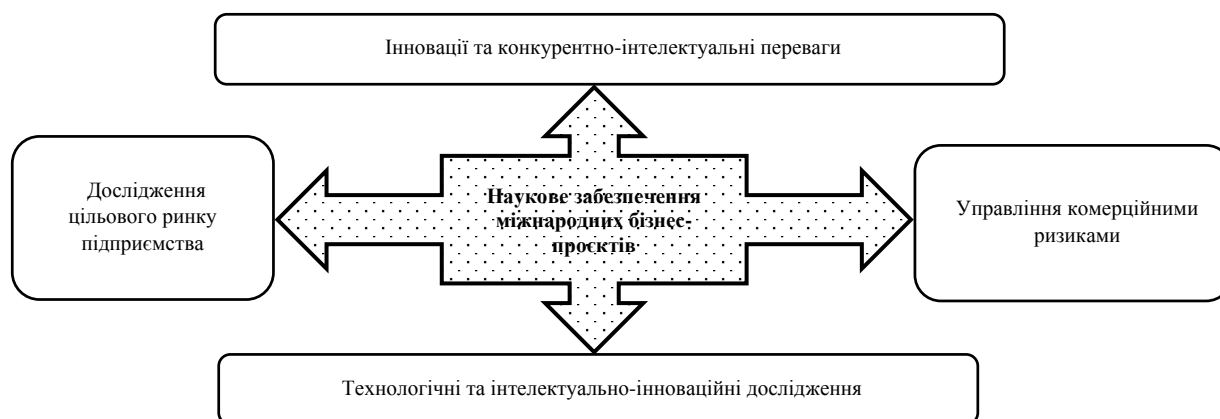 Інновації та конкурентно-інтелектуальні переваги
Дослідження
цільового ринку
підприємства
Наукове забезпечення
міжнародних бізнес-
проєктів
Управління комерційними
ризиками
Технологічні та інтелектуально-інноваційні дослідження